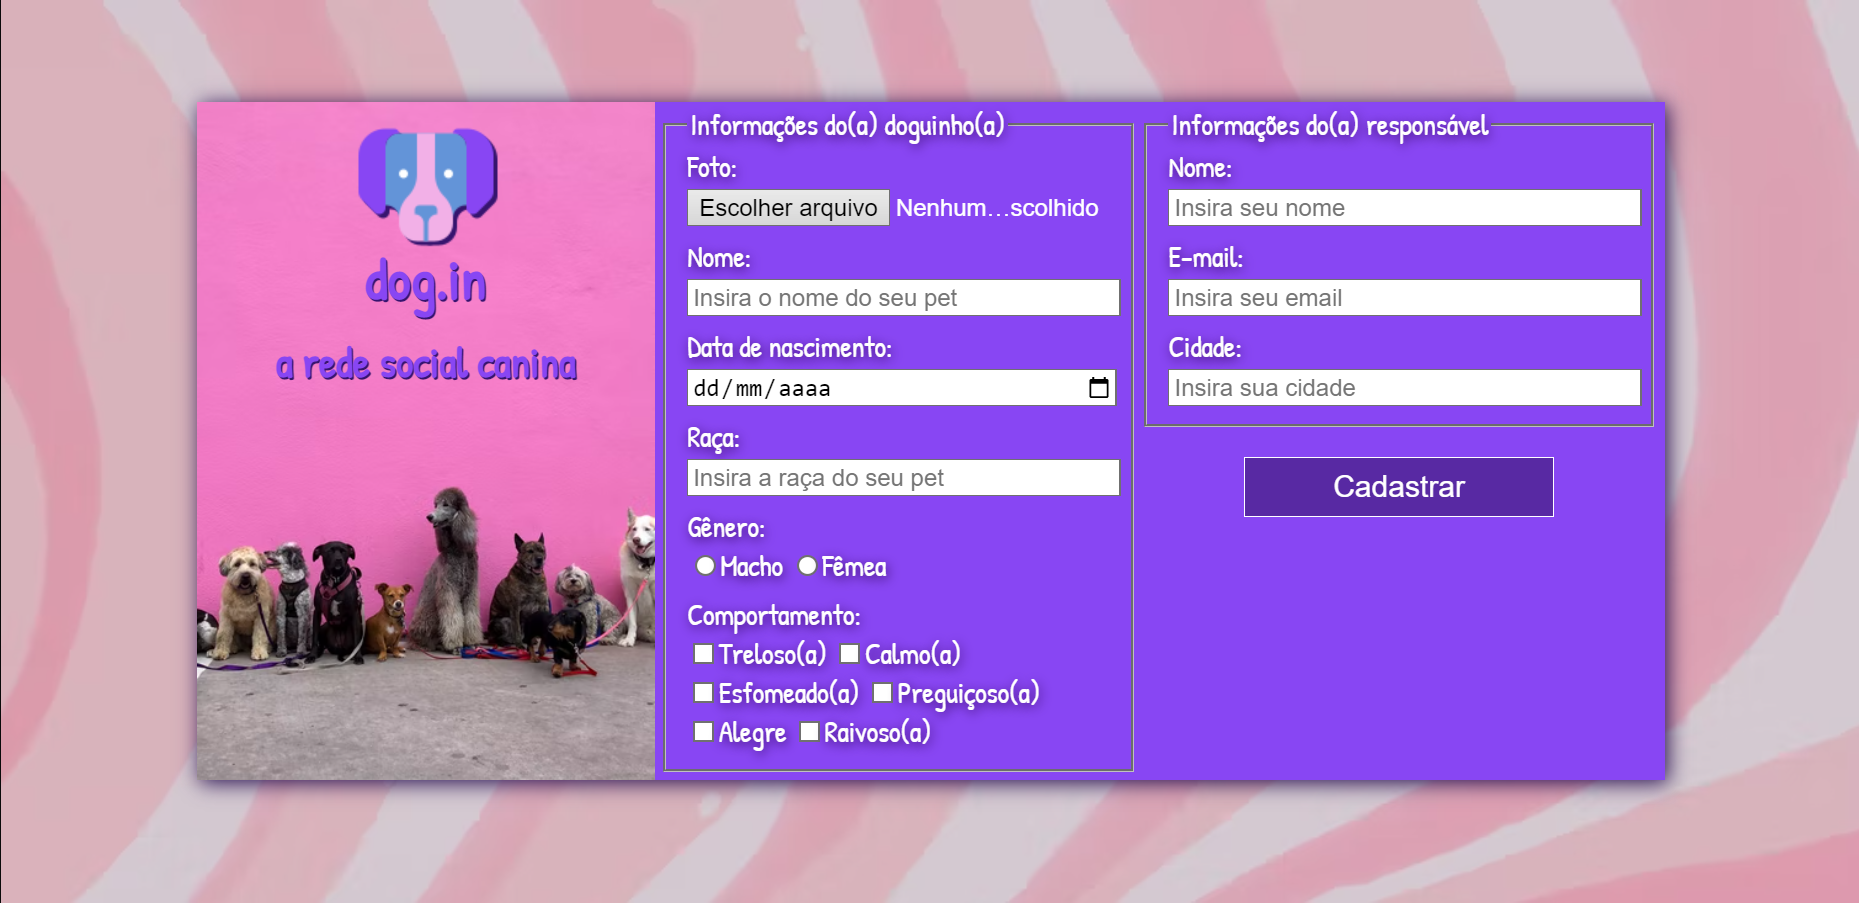 dog.in
a rede social canina
Informações do(a) doguinho(a)
Foto:
Escolher arquivo Nenhum…scolhido
Nome:
Insira o nome do seu pet
Data de nascimento:
dd/mm/aaaa
Raça:
Insira a raça do seu pet
Gênero:
Macho Fêmea
Comportamento:
Treloso(a) Calmo(a)
Esfomeado(a) Preguiçoso(a)
Alegre Raivoso(a)
Informações do(a) responsável
Nome:
Insira seu nome
E-mail:
Insira seu email
Cidade:
Insira sua cidade
Cadastrar